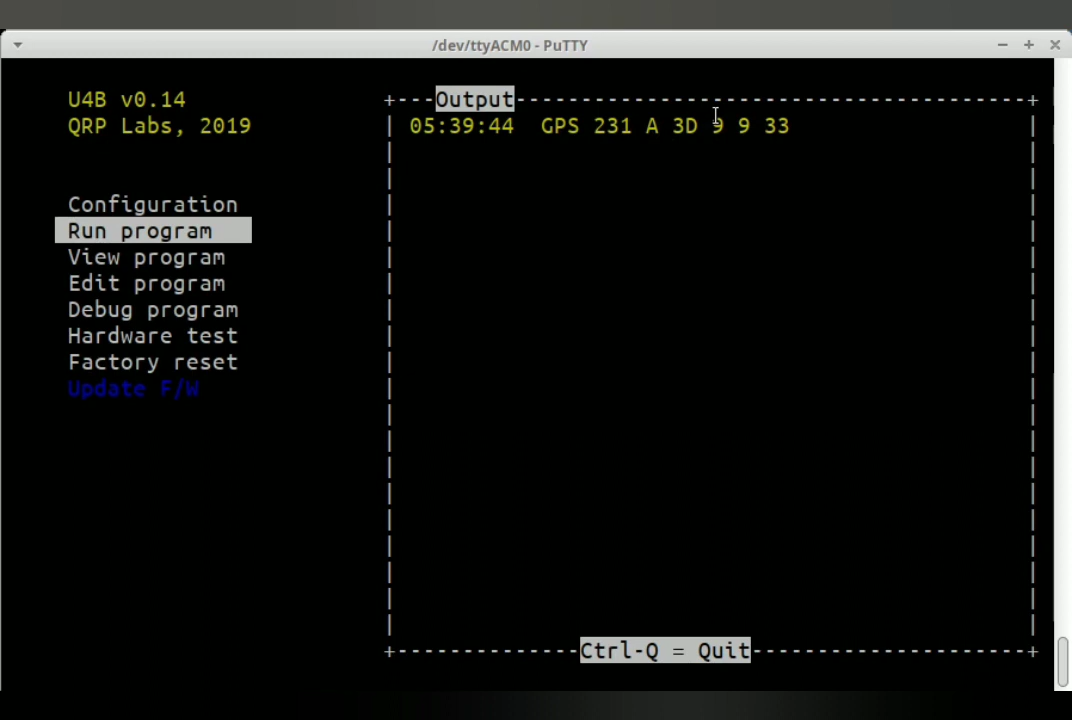 /dev/ttyACM0 - PuTTY
U4B v0.14
QRP Labs, 2019
Configuration
Run program
View program
Edit program
Debug program
Hardware test
Factory reset
Update F/W
Output
05:39:44 GPS 231 A 3D 9 9 33
Ctrl-Q = Quit